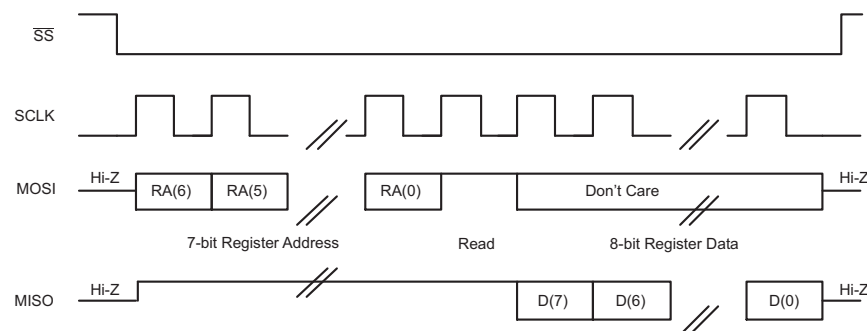 SS
SCLK
MOSI Hi-Z RA(6) RA(5) RA(0) Don't Care Hi-Z
7-bit Register Address Read 8-bit Register Data
MISO Hi-Z D(7) D(6) D(0) Hi-Z